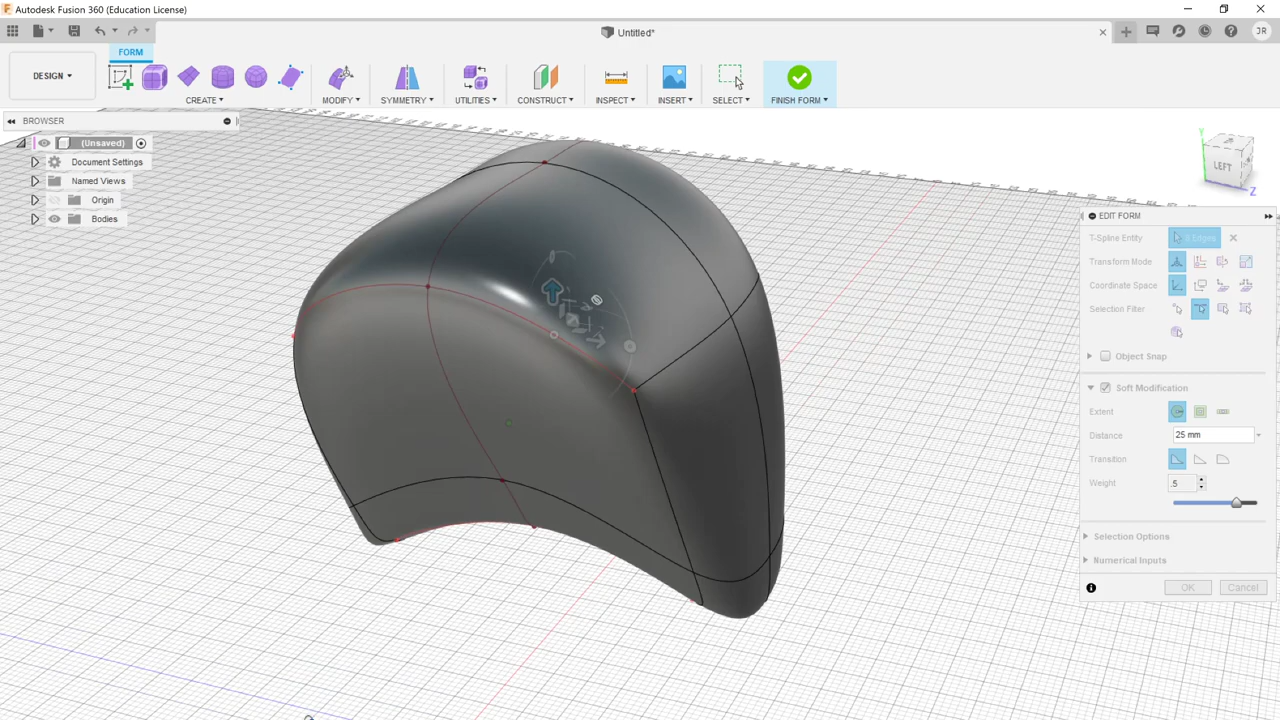 Autodesk Fusion 360 (Education License)
Untitled*
JR
FORM
DESIGN
CREATE
MODIFY
SYMMETRY
UTILITIES
CONSTRUCT
INSPECT
INSERT
SELECT
FINISH FORM
BROWSER
(Unsaved)
Document Settings
Named Views
Origin
Bodies
Y
LEFT
Z
EDIT FORM
T-Spline Entity
Edges
Transform Mode
Coordinate Space
Selection Filter
Object Snap
Soft Modification
Extent
Distance
25 mm
Transition
Weight
.5
Selection Options
Numerical Inputs
OK
Cancel